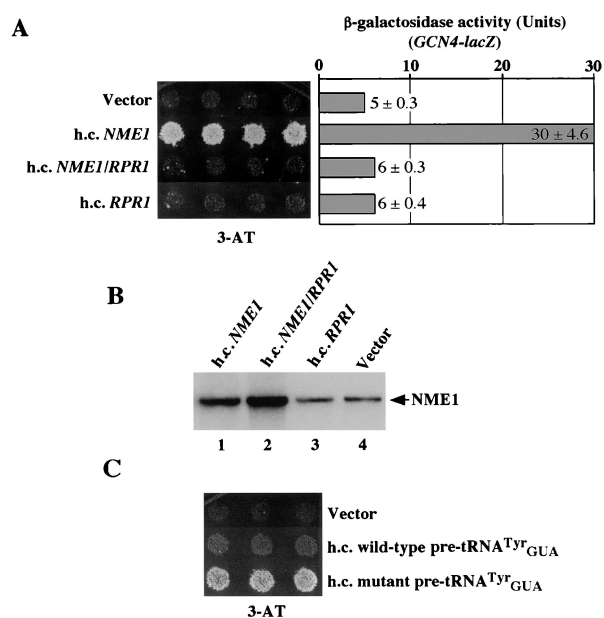 A
β-galactosidase activity (Units)
(GCN4-lacZ)
0 10 20 30
Vector
5 ± 0.3
h.c. NME1
30 ± 4.6
h.c. NME1/RPR1
6 ± 0.3
h.c. RPR1
6 ± 0.4
3-AT
B
h.c. NME1
h.c. NME1/RPR1
h.c. RPR1
Vector
NME1
1 2 3 4
C
Vector
h.c. wild-type pre-tRNATyrGUA
h.c. mutant pre-tRNATyrGUA
3-AT